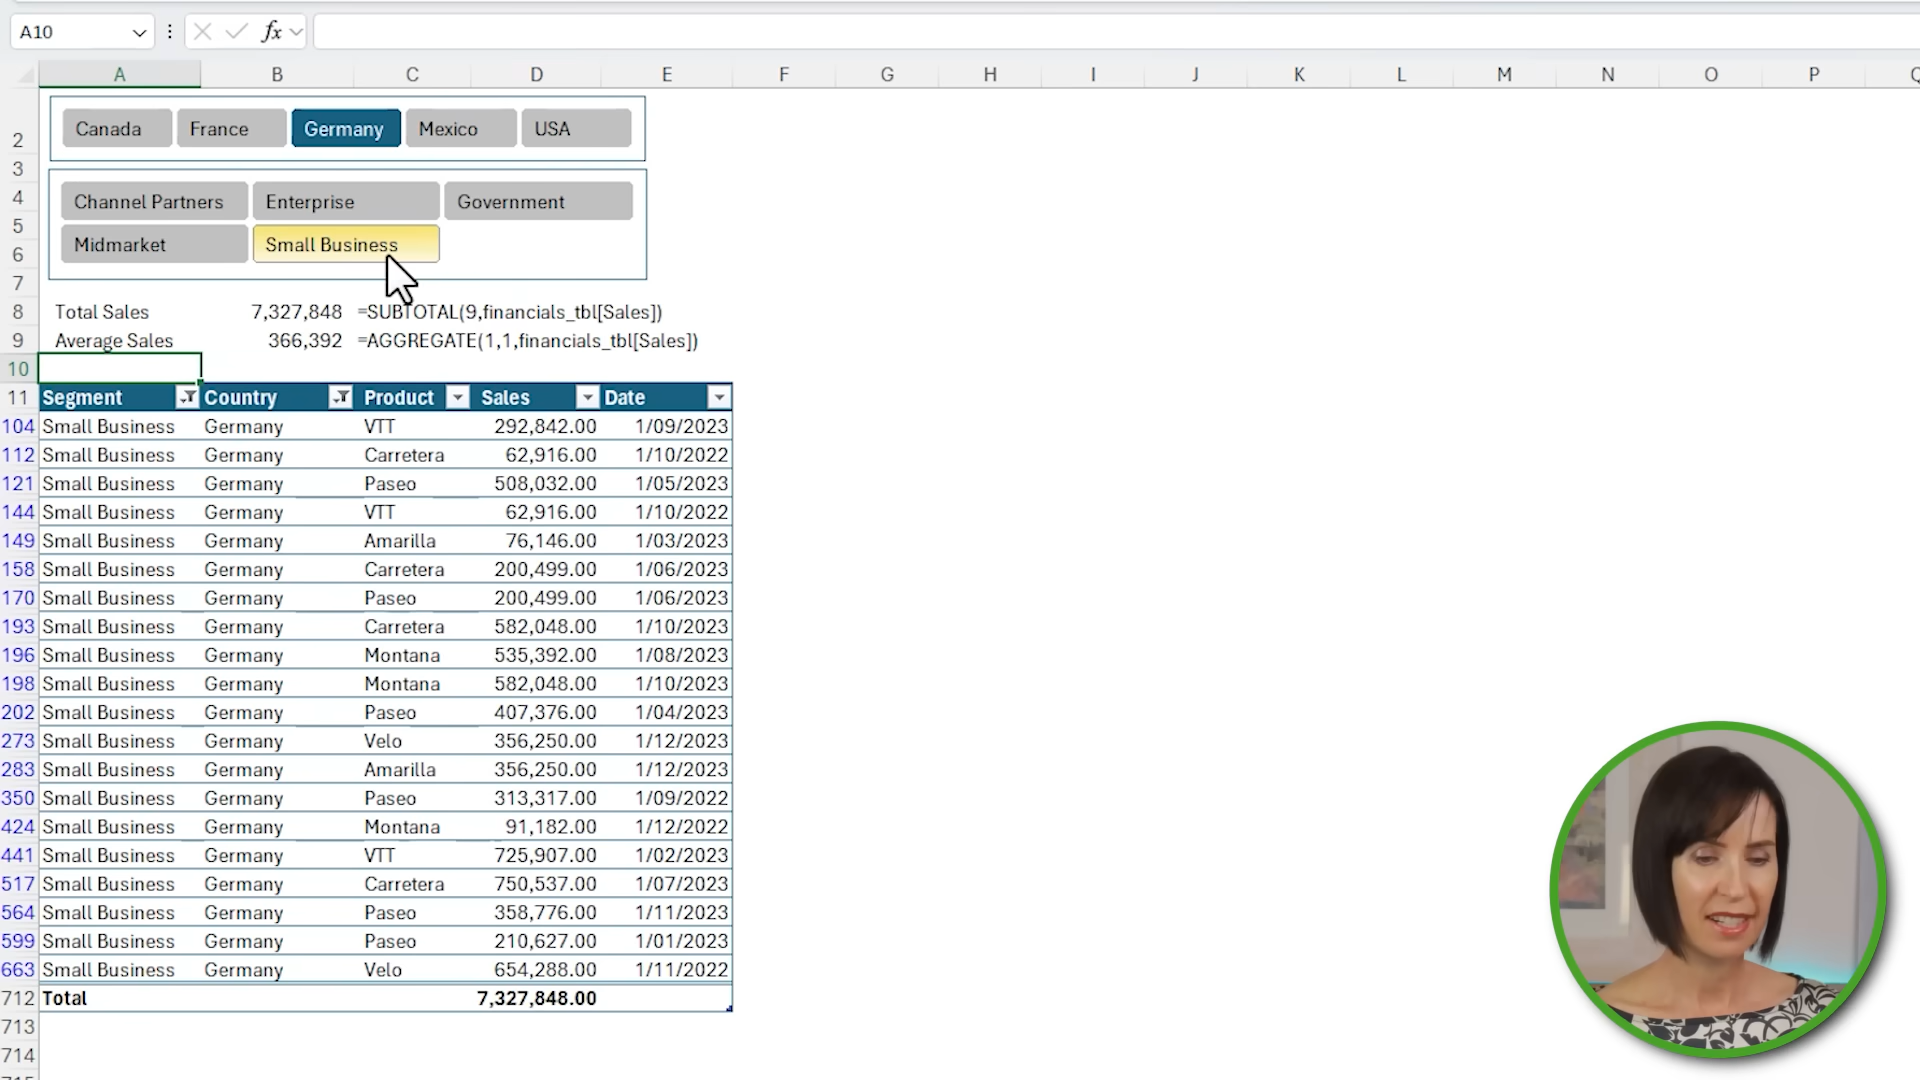 A10 fx
A B C D E F G H I J K L M N O P Q
2 Canada France Germany Mexico USA
3
4 Channel Partners Enterprise Government
5
6 Midmarket Small Business
7
8 Total Sales 7,327,848 =SUBTOTAL(9,financials_tbl[Sales])
9 Average Sales 366,392 =AGGREGATE(1,1,financials_tbl[Sales])
10
11 Segment Country Product Sales Date
104 Small Business Germany VTT 292,842.00 1/09/2023
112 Small Business Germany Carretera 62,916.00 1/10/2022
121 Small Business Germany Paseo 508,032.00 1/05/2023
144 Small Business Germany VTT 62,916.00 1/10/2022
149 Small Business Germany Amarilla 76,146.00 1/03/2023
158 Small Business Germany Carretera 200,499.00 1/06/2023
170 Small Business Germany Paseo 200,499.00 1/06/2023
193 Small Business Germany Carretera 582,048.00 1/10/2023
196 Small Business Germany Montana 535,392.00 1/08/2023
198 Small Business Germany Montana 582,048.00 1/10/2023
202 Small Business Germany Paseo 407,376.00 1/04/2023
273 Small Business Germany Velo 356,250.00 1/12/2023
283 Small Business Germany Amarilla 356,250.00 1/12/2023
350 Small Business Germany Paseo 313,317.00 1/09/2022
424 Small Business Germany Montana 91,182.00 1/12/2022
441 Small Business Germany VTT 725,907.00 1/02/2023
517 Small Business Germany Carretera 750,537.00 1/07/2023
564 Small Business Germany Paseo 358,776.00 1/11/2023
599 Small Business Germany Paseo 210,627.00 1/01/2023
663 Small Business Germany Velo 654,288.00 1/11/2022
712 Total 7,327,848.00
713
714